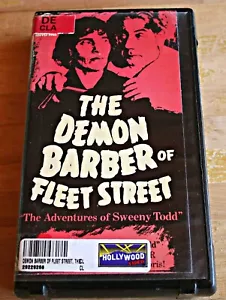 DE
CLA
THE
DEMON
BARBER OF
FLEET STREET
The Adventures of Sweeny Todd"
HOLLYWOOD
DEMON BARBER OF FLEET STREET, THE